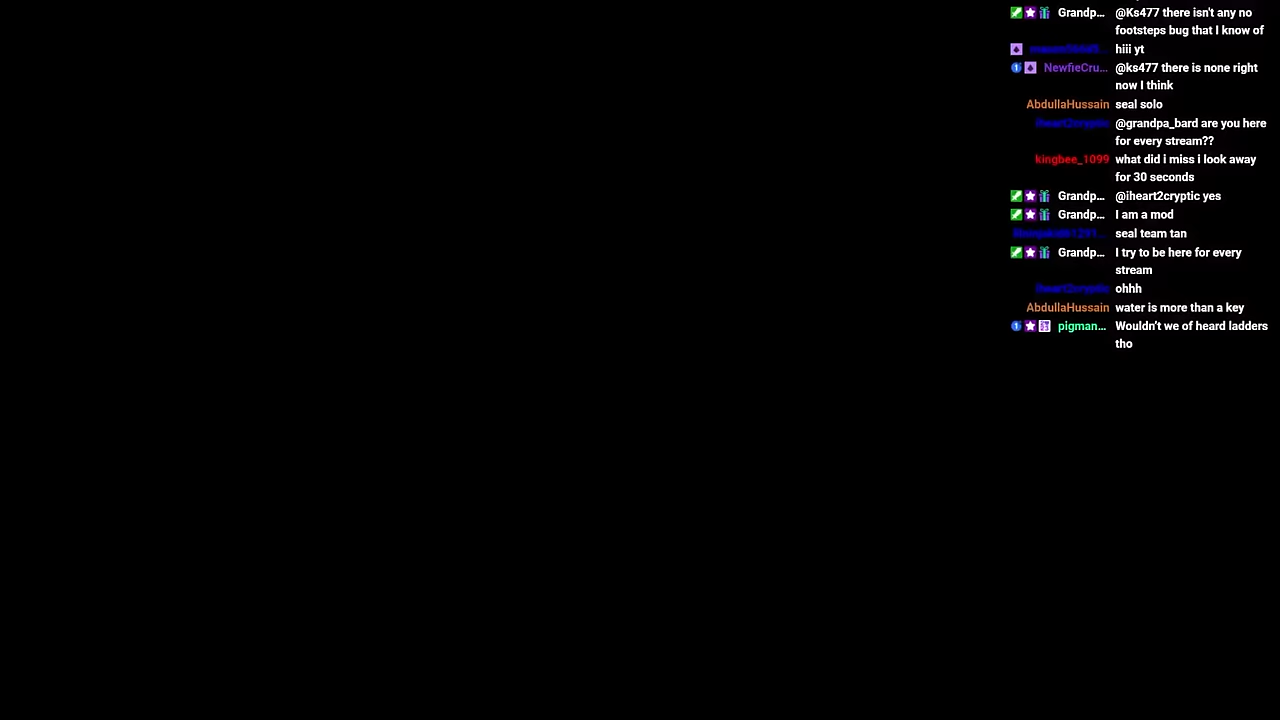 Grandp... @Ks477 there isn't any no
footsteps bug that I know of
hiii yt
NewfieCru... @ks477 there is none right
now I think
AbdullaHussain seal solo
iheart2cryptic @grandpa_bard are you here
for every stream??
kingbee_1099 what did i miss i look away
for 30 seconds
Grandp... @iheart2cryptic yes
Grandp... I am a mod
seal team tan
Grandp... I try to be here for every
stream
iheart2cryptic ohhh
AbdullaHussain water is more than a key
pigman... Wouldn't we of heard ladders
tho